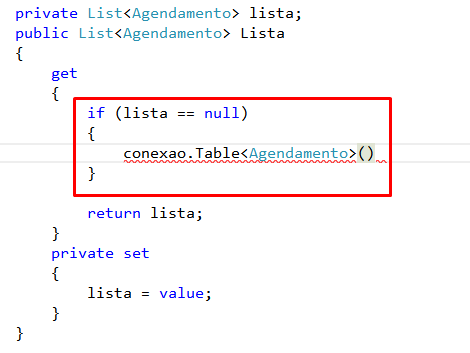 private List<Agendamento> lista;
public List<Agendamento> Lista
{
    get
    {
        if (lista == null)
        {
            conexao.Table<Agendamento>()
        }

        return lista;
    }
    private set
    {
        lista = value;
    }
}